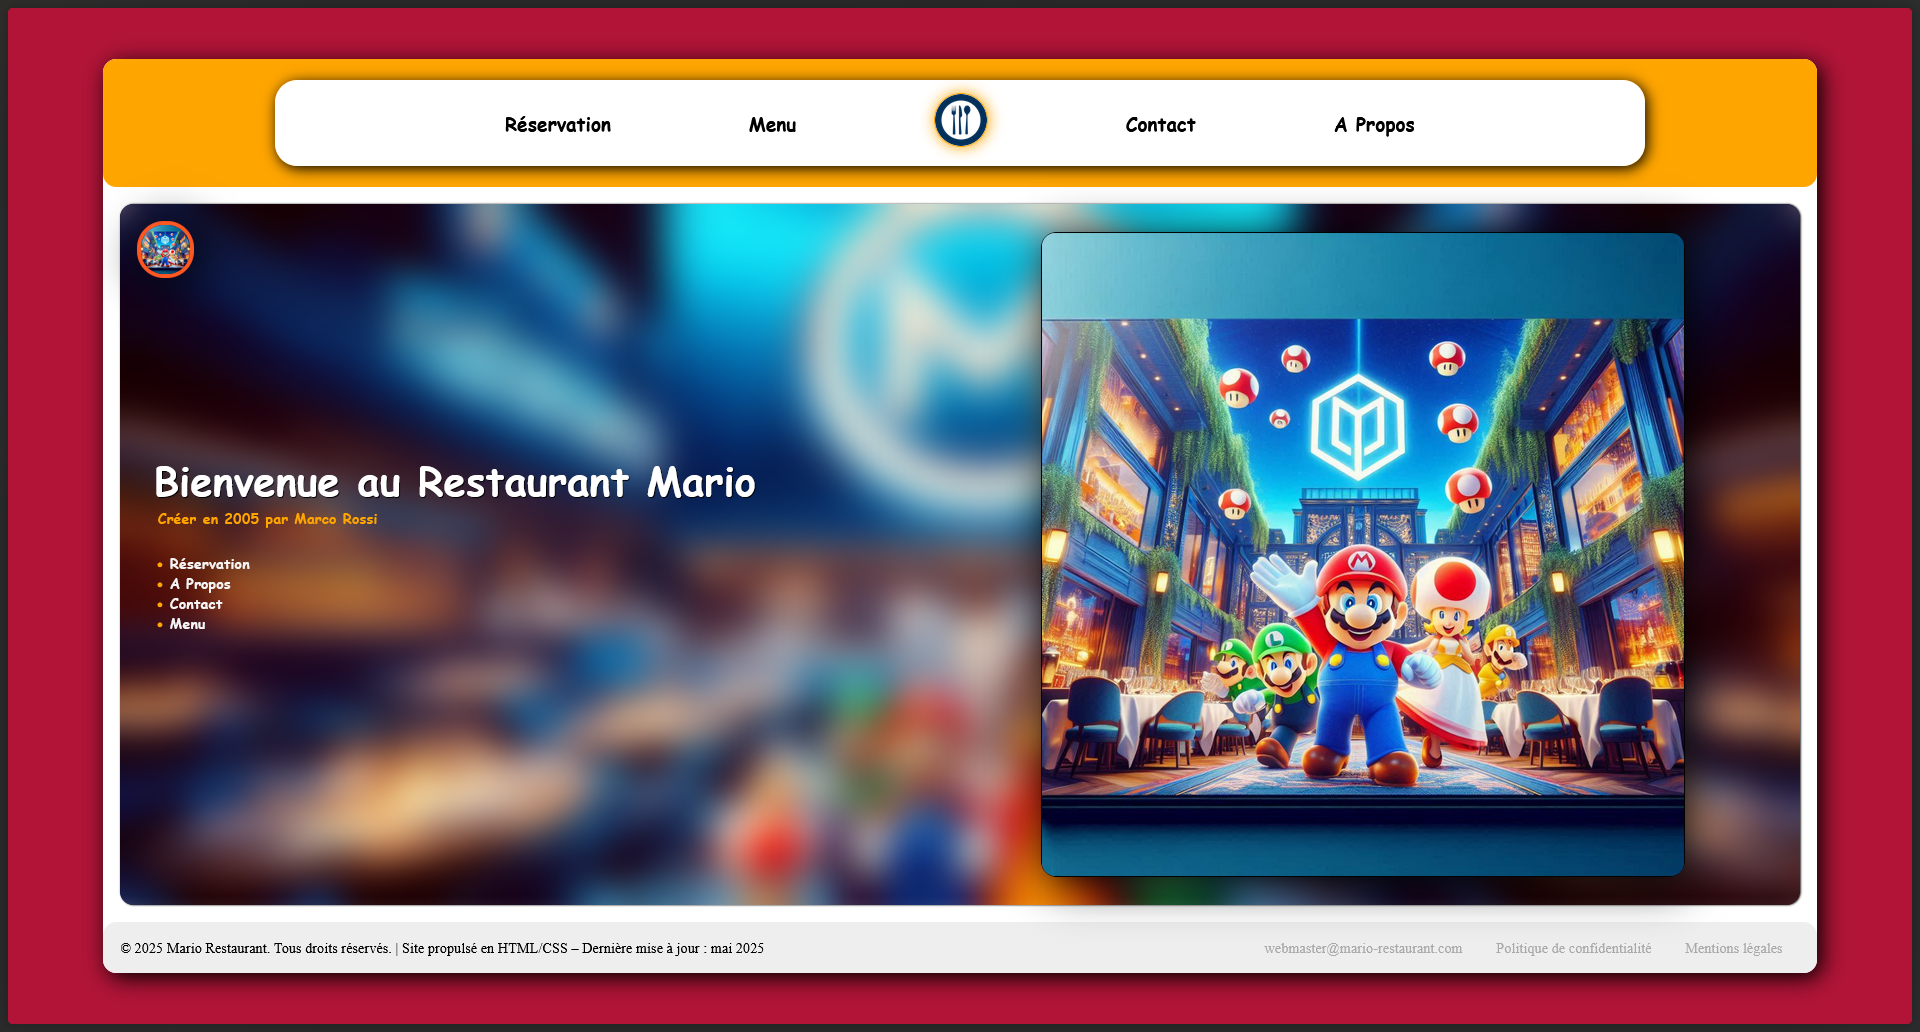 Réservation
Menu
Contact
A Propos
Bienvenue au Restaurant Mario
Créer en 2005 par Marco Rossi
Réservation
A Propos
Contact
Menu
M
L
© 2025 Mario Restaurant. Tous droits réservés. | Site propulsé en HTML/CSS – Dernière mise à jour : mai 2025
webmaster@mario-restaurant.com
Politique de confidentialité
Mentions légales